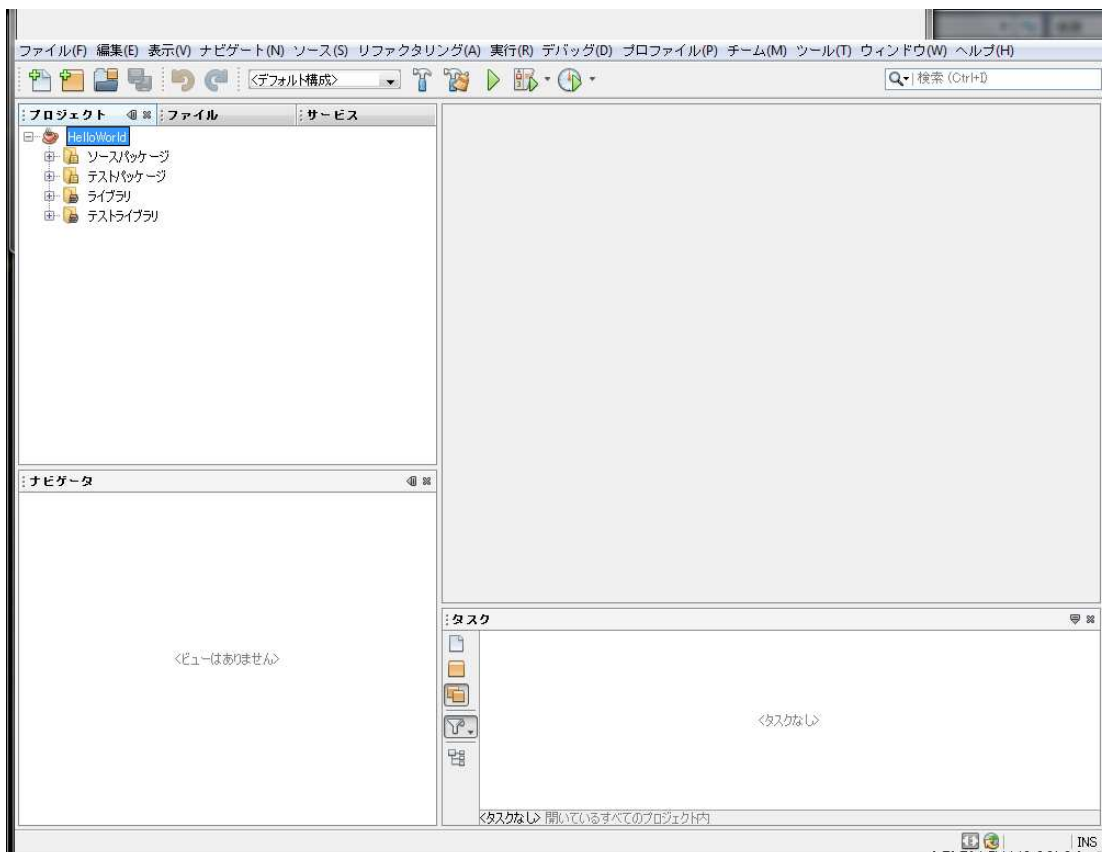 ファイル(F) 編集(E) 表示(V) ナビゲート(N) ソース(S) リファクタリング(A) 実行(R) デバッグ(D) プロファイル(P) チーム(M) ツール(T) ウィンドウ(W) ヘルプ(H)
<デフォルト構成>
検索 (Ctrl+I)
プロジェクト ファイル サービス
HelloWorld
ソースパッケージ
テストパッケージ
ライブラリ
テストライブラリ
ナビゲータ
<ビューはありません>
タスク
<タスクなし>
<タスクなし> 開いているすべてのプロジェクト内
INS